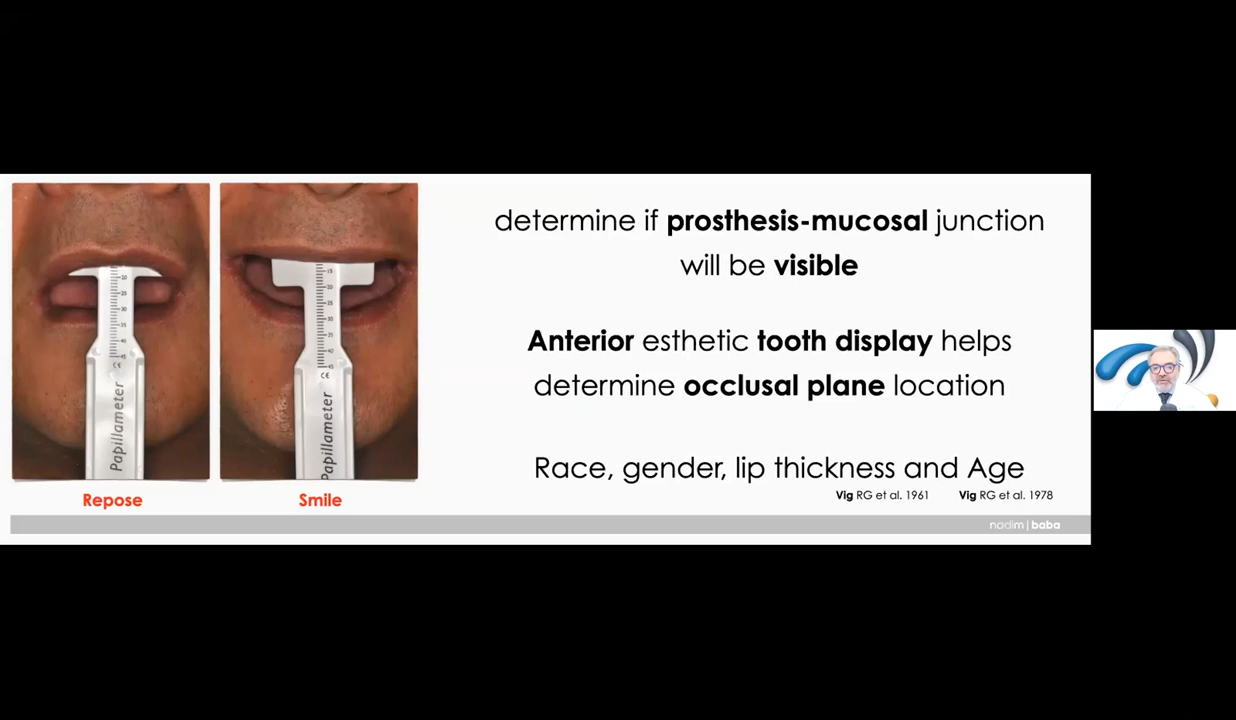 determine if prosthesis-mucosal junction
will be visible
Anterior esthetic tooth display helps
determine occlusal plane location
Race, gender, lip thickness and Age
Vig RG et al. 1961 Vig RG et al. 1978
Papillameter
Papillameter
Repose
Smile
nadim | baba